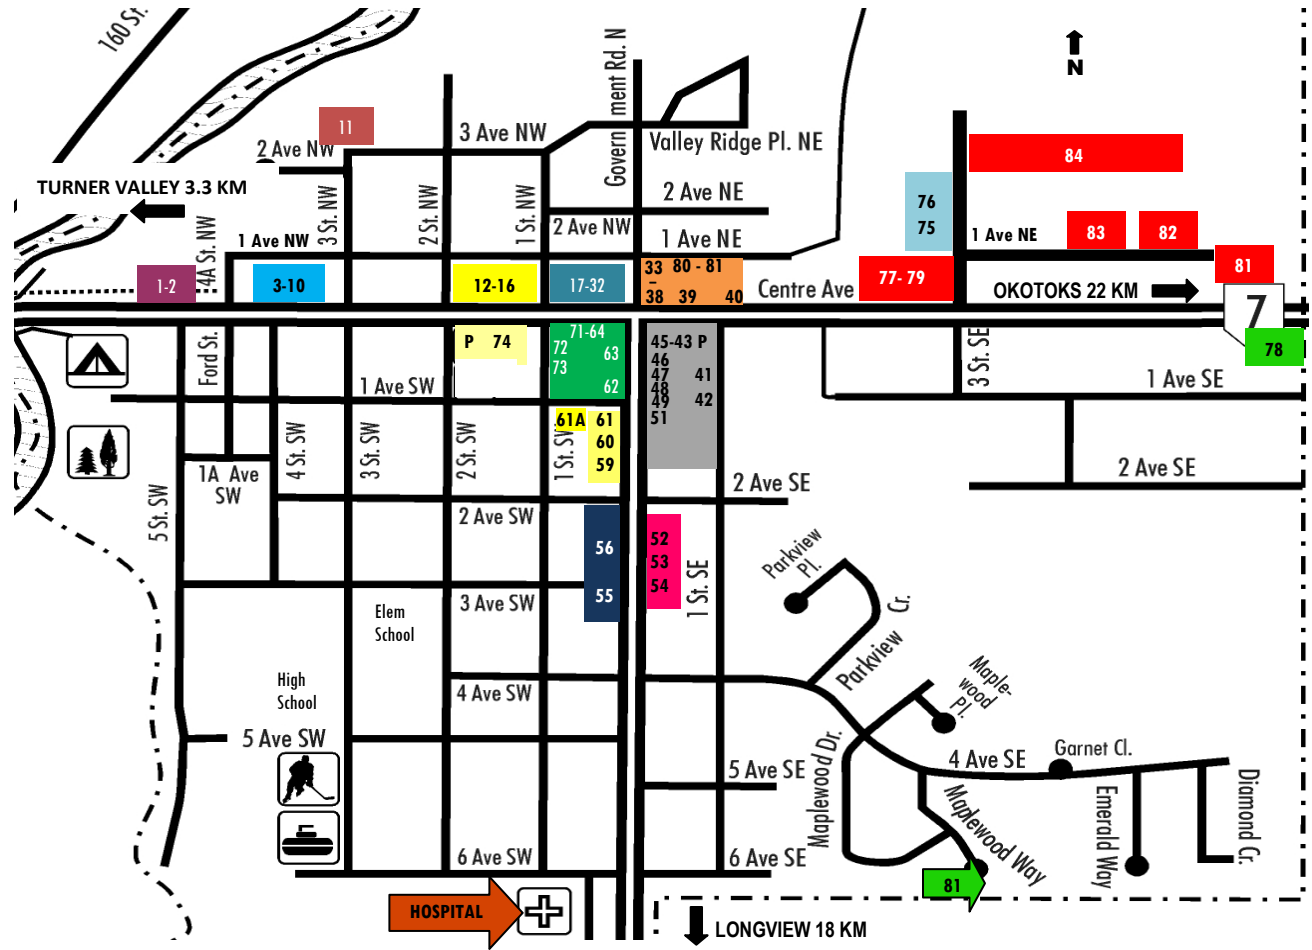 160 St.
Government Rd. N
N
11
3 Ave NW
2 Ave NW
Valley Ridge Pl. NE
84
TURNER VALLEY 3.3 KM
3 St. NW
2 St. NW
1 St. NW
2 Ave NE
76
75
4A St. NW
1 Ave NW
2 Ave NW
1 Ave NE
1 Ave NE
83
82
81
1-2
3-10
12-16
17-32
33
–
38
80 - 81
39
40
Centre Ave
77- 79
OKOTOKS 22 KM
7
78
P 74
71-64
72
73
63
62
45-43 P
46
47
48
49
51
41
42
Ford St.
3 St. SE
1 Ave SW
1 Ave SE
.61A
61
60
59
4 St. SW
3 St. SW
2 St. SW
1 St. SW
1A Ave
SW
5 St. SW
2 Ave SE
2 Ave SE
2 Ave SW
56
55
52
53
54
1 St. SE
Parkview
Pl.
Cr.
Parkview
3 Ave SW
Elem
School
High
School
4 Ave SW
Maple-
wood
Pl.
5 Ave SW
Maplewood Dr.
4 Ave SE
Garnet Cl.
5 Ave SE
Maplewood Way
Emerald Way
Diamond Cr.
6 Ave SW
6 Ave SE
81
HOSPITAL
LONGVIEW 18 KM